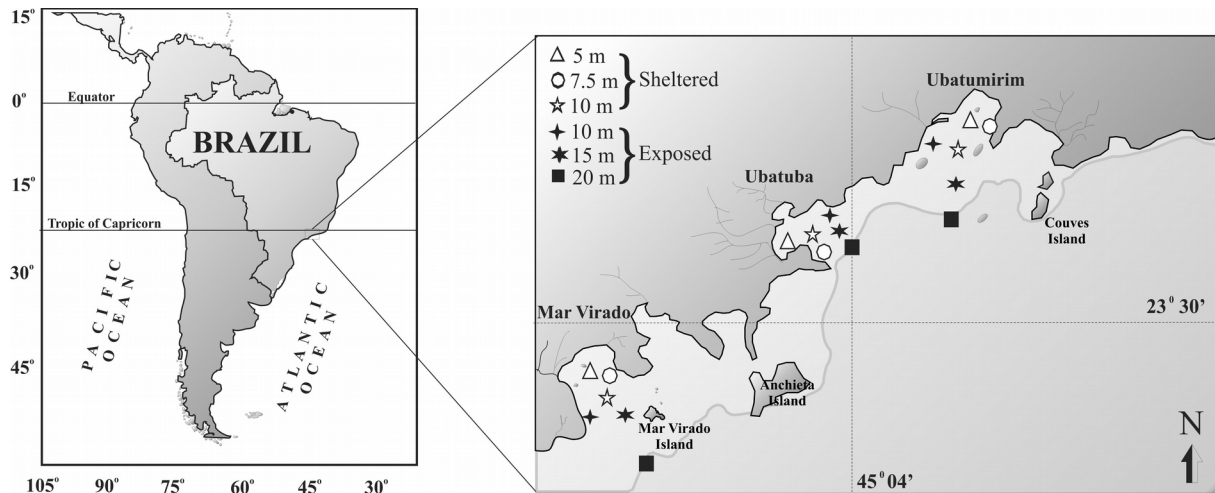 15°
0°
15°
30°
45°
105°
90°
75°
60°
45°
30°
Equator
BRAZIL
Tropic of Capricorn
PACIFIC
OCEAN
ATLANTIC
OCEAN
5 m
7.5 m
10 m
Sheltered
10 m
15 m
20 m
Exposed
Ubatumirim
Ubatuba
Couves
Island
Mar Virado
23° 30’
Anchieta
Island
Mar Virado
Island
N
45° 04’